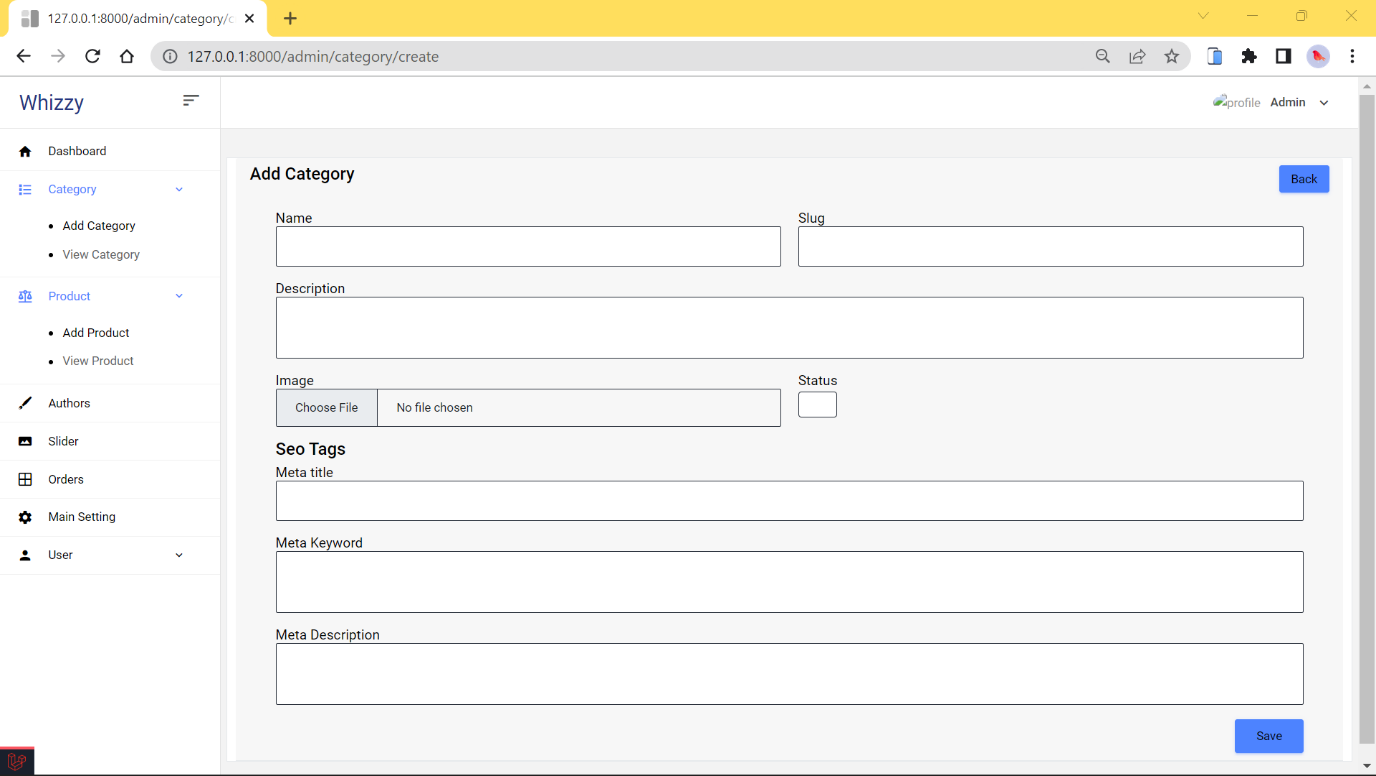 127.0.0.1:8000/admin/category/c
127.0.0.1:8000/admin/category/create
Whizzy
profile Admin
Dashboard
Category
Add Category
View Category
Product
Add Product
View Product
Authors
Slider
Orders
Main Setting
User
Add Category
Back
Name Slug
Description
Image Status
Choose File No file chosen
Seo Tags
Meta title
Meta Keyword
Meta Description
Save